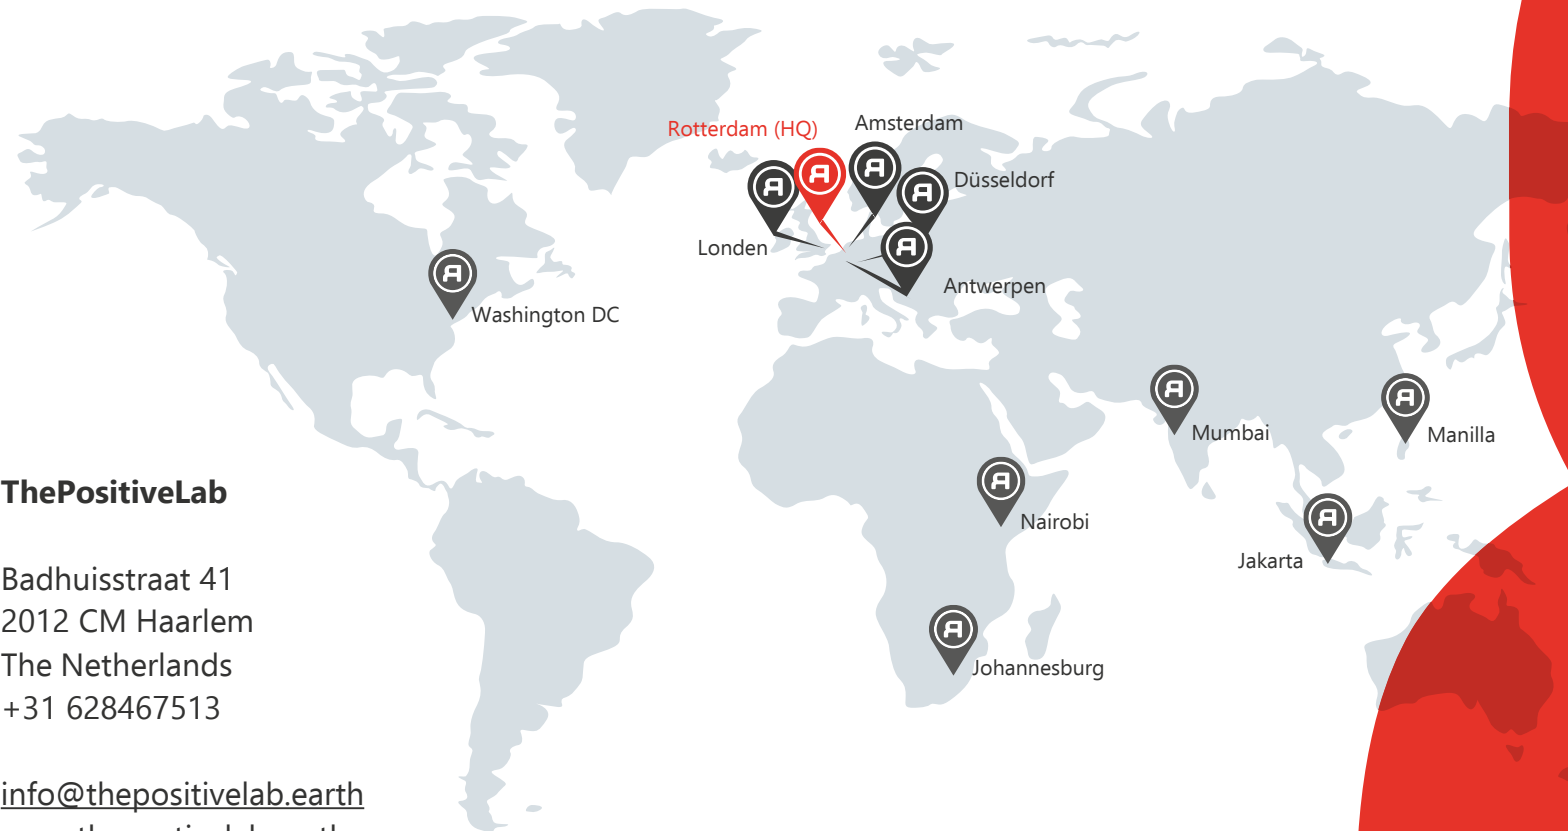 Rotterdam (HQ)
Amsterdam
Düsseldorf
Londen
Antwerpen
Washington DC
Mumbai
Manilla
Nairobi
Jakarta
Johannesburg
ThePositiveLab
Badhuisstraat 41
2012 CM Haarlem
The Netherlands
+31 628467513
info@thepositivelab.earth